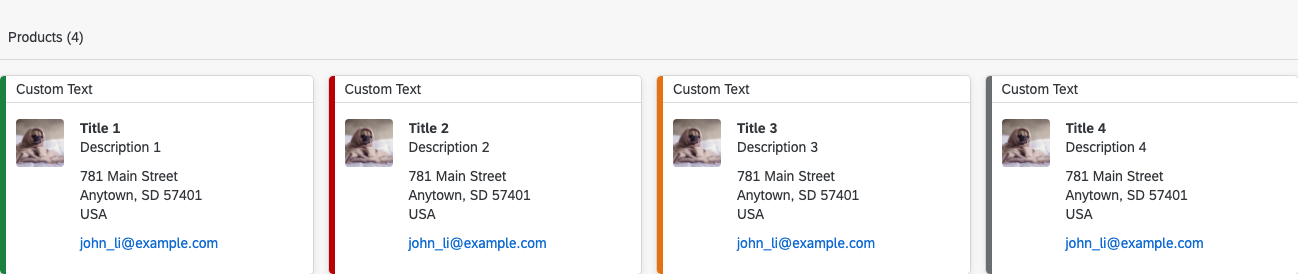 Products (4)
Custom Text
Title 1
Description 1
781 Main Street
Anytown, SD 57401
USA
john_li@example.com
Custom Text
Title 2
Description 2
781 Main Street
Anytown, SD 57401
USA
john_li@example.com
Custom Text
Title 3
Description 3
781 Main Street
Anytown, SD 57401
USA
john_li@example.com
Custom Text
Title 4
Description 4
781 Main Street
Anytown, SD 57401
USA
john_li@example.com